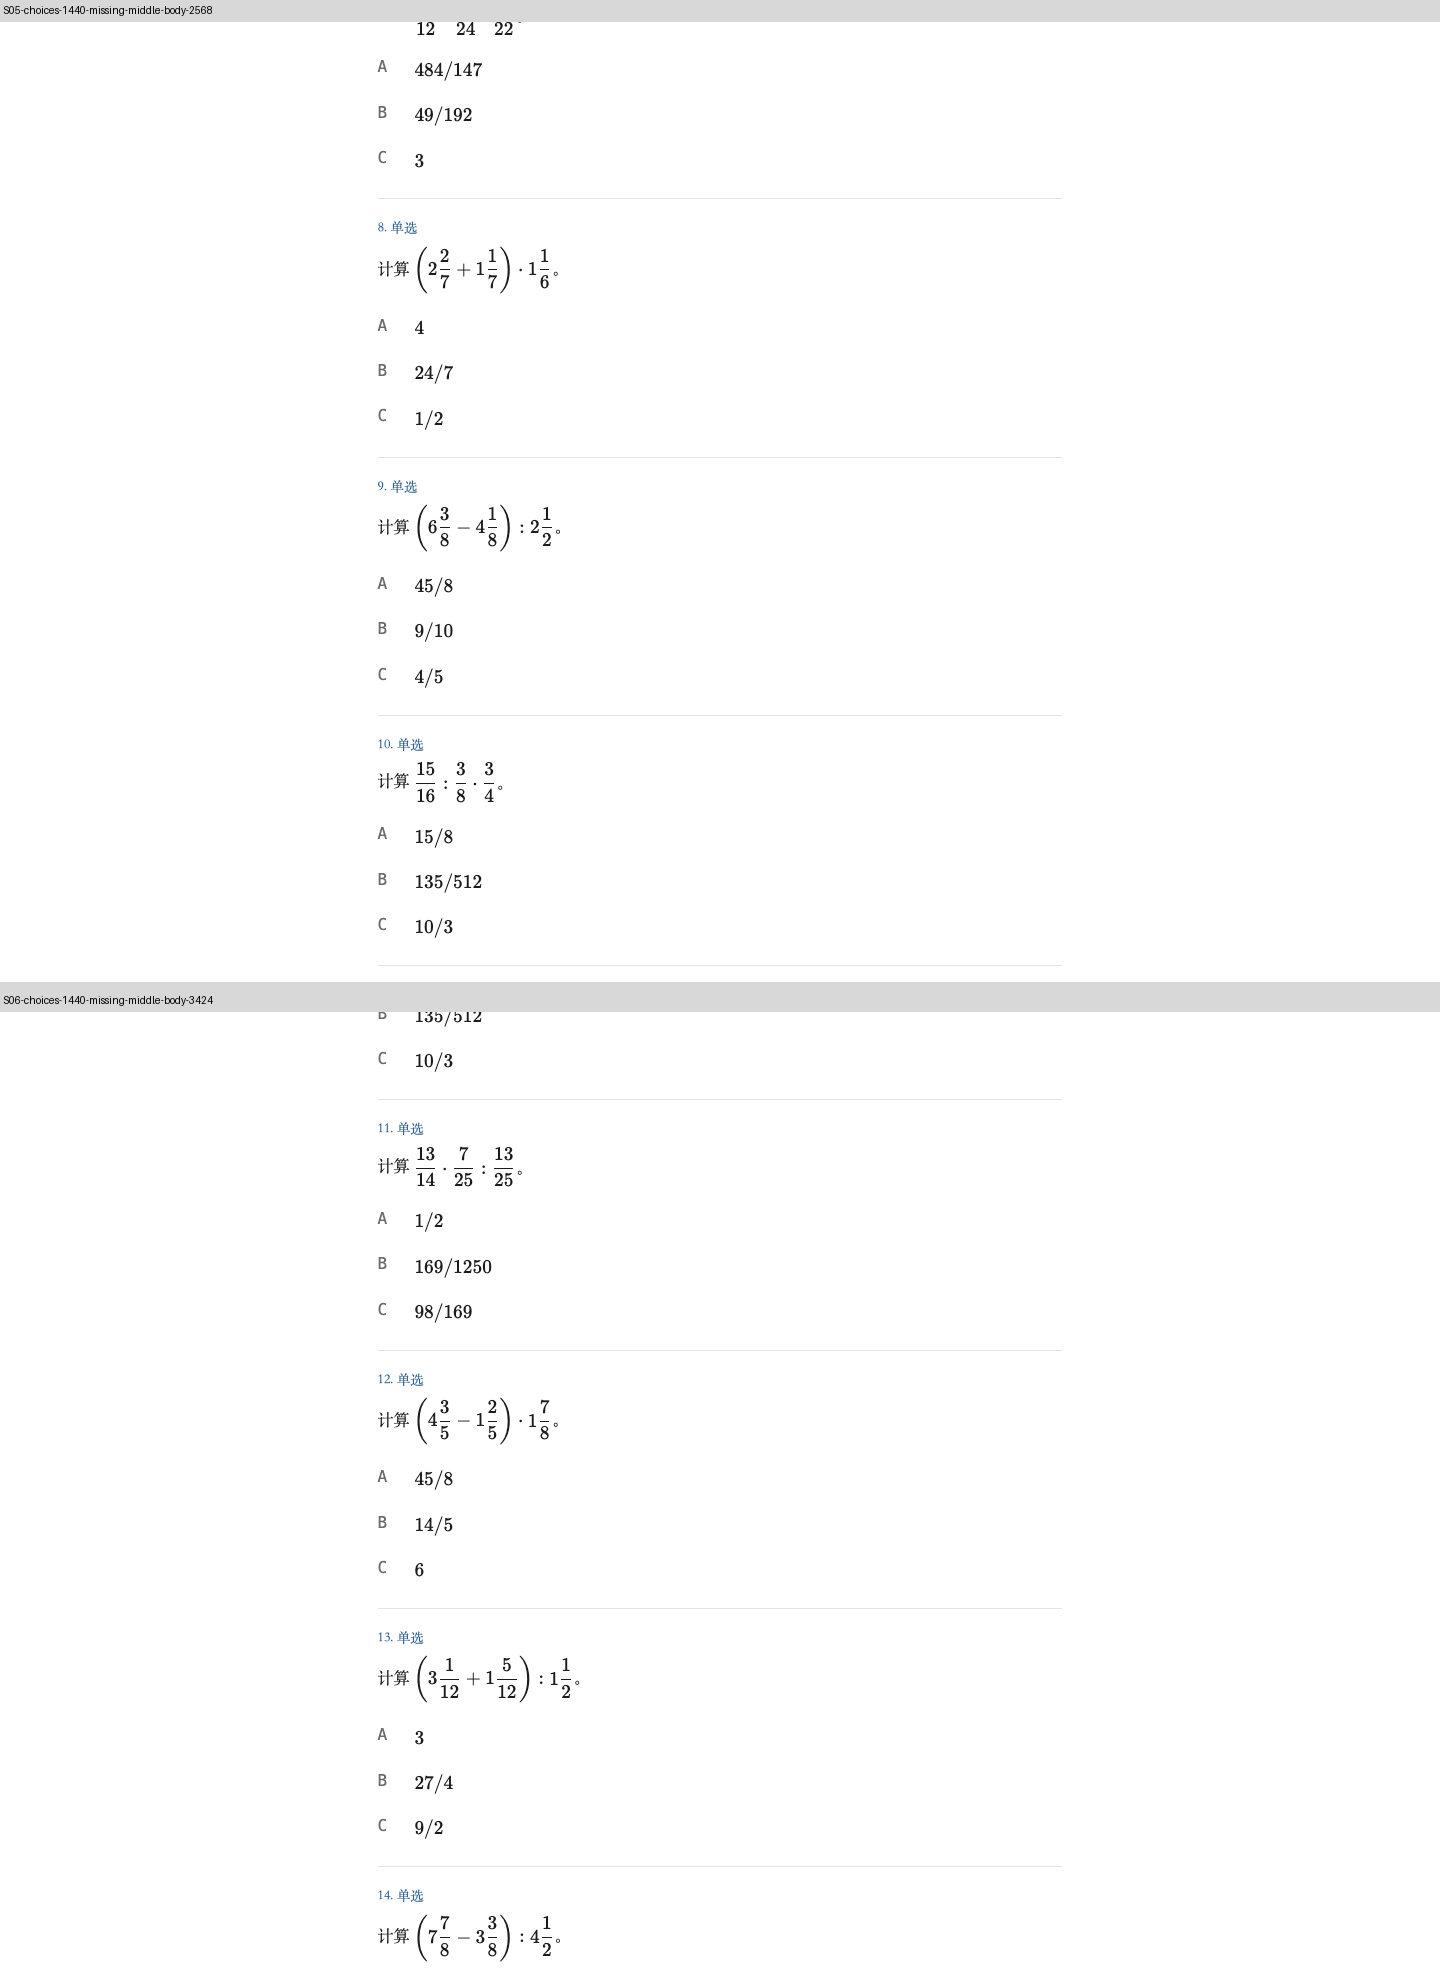 S05-choices-1440-missing-middle-body-2568
12 24 22
A 484/147
B 49/192
C 3
8. 单选
计算 (2 2/7 + 1 1/7) · 1 1/6。
A 4
B 24/7
C 1/2
9. 单选
计算 (6 3/8 − 4 1/8) : 2 1/2。
A 45/8
B 9/10
C 4/5
10. 单选
计算 15/16 : 3/8 · 3/4。
A 15/8
B 135/512
C 10/3
S06-choices-1440-missing-middle-body-3424
B 135/512
C 10/3
11. 单选
计算 13/14 · 7/25 : 13/25。
A 1/2
B 169/1250
C 98/169
12. 单选
计算 (4 3/5 − 1 2/5) · 1 7/8。
A 45/8
B 14/5
C 6
13. 单选
计算 (3 1/12 + 1 5/12) : 1 1/2。
A 3
B 27/4
C 9/2
14. 单选
计算 (7 7/8 − 3 3/8) : 4 1/2。